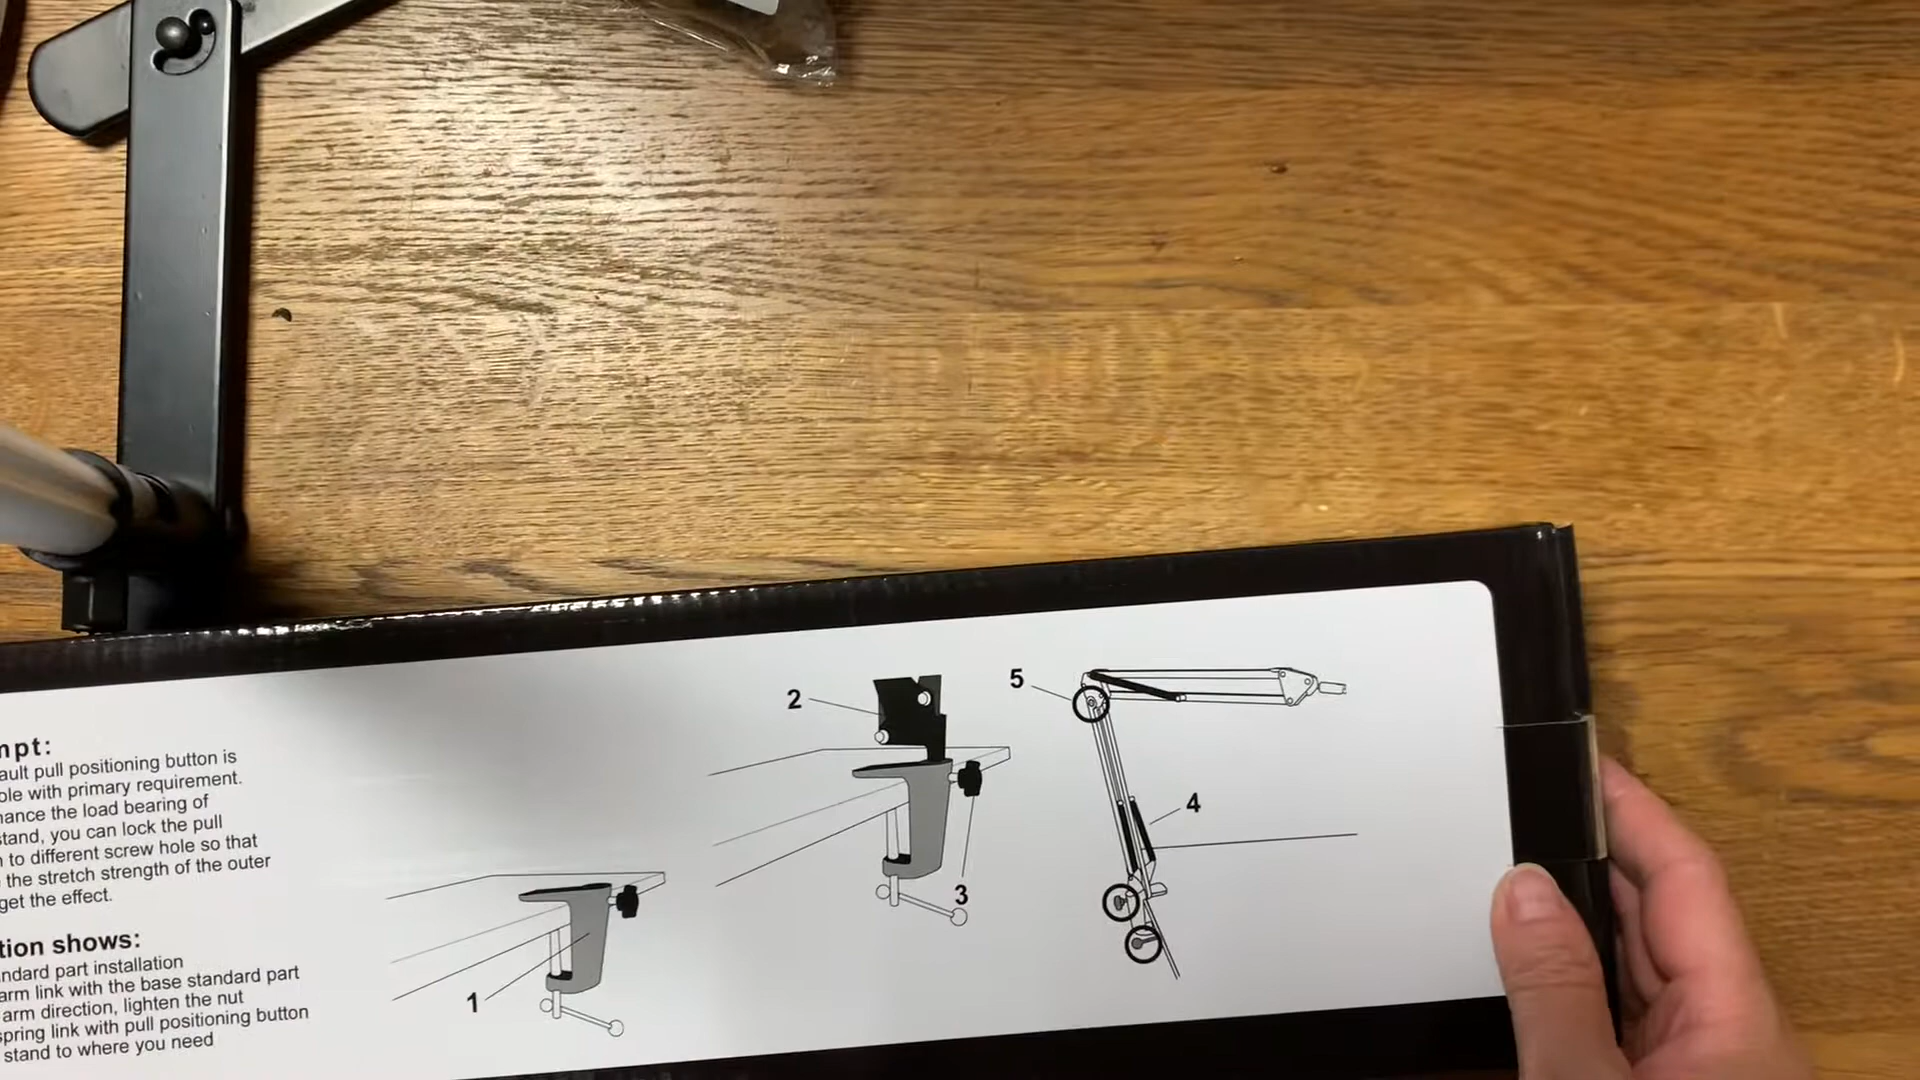 mpt:
ault pull positioning button is
ble with primary requirement.
hance the load bearing of
stand, you can lock the pull
n to different screw hole so that
the stretch strength of the outer
get the effect.
tion shows:
ndard part installation
arm link with the base standard part
arm direction, lighten the nut
spring link with pull positioning button
stand to where you need
1
2
3
5
4